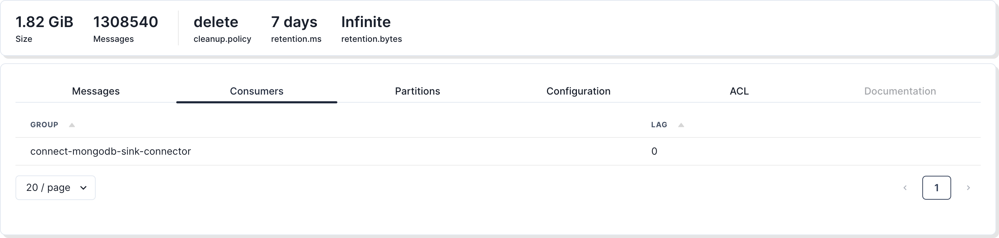 1.82 GiB 1308540 delete 7 days Infinite
Size Messages cleanup.policy retention.ms retention.bytes
Messages Consumers Partitions Configuration ACL Documentation
GROUP LAG
connect-mongodb-sink-connector 0
20 / page 1